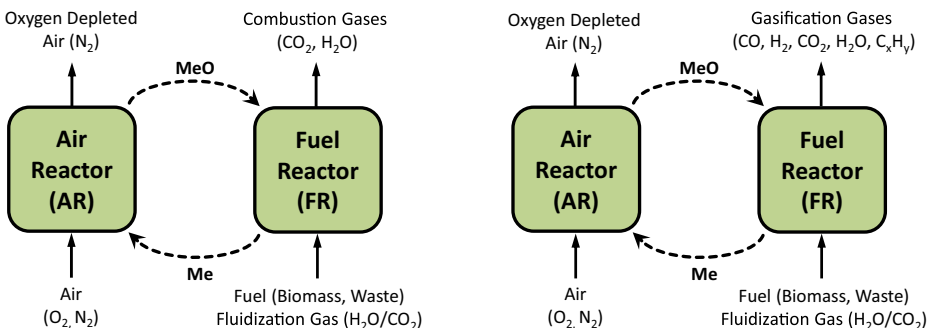 Oxygen Depleted
Air (N₂)
Combustion Gases
(CO₂, H₂O)
MeO
Air
Reactor
(AR)
Fuel
Reactor
(FR)
Me
Air
(O₂, N₂)
Fuel (Biomass, Waste)
Fluidization Gas (H₂O/CO₂)
Oxygen Depleted
Air (N₂)
Gasification Gases
(CO, H₂, CO₂, H₂O, CₓHᵧ)
MeO
Air
Reactor
(AR)
Fuel
Reactor
(FR)
Me
Air
(O₂, N₂)
Fuel (Biomass, Waste)
Fluidization Gas (H₂O/CO₂)